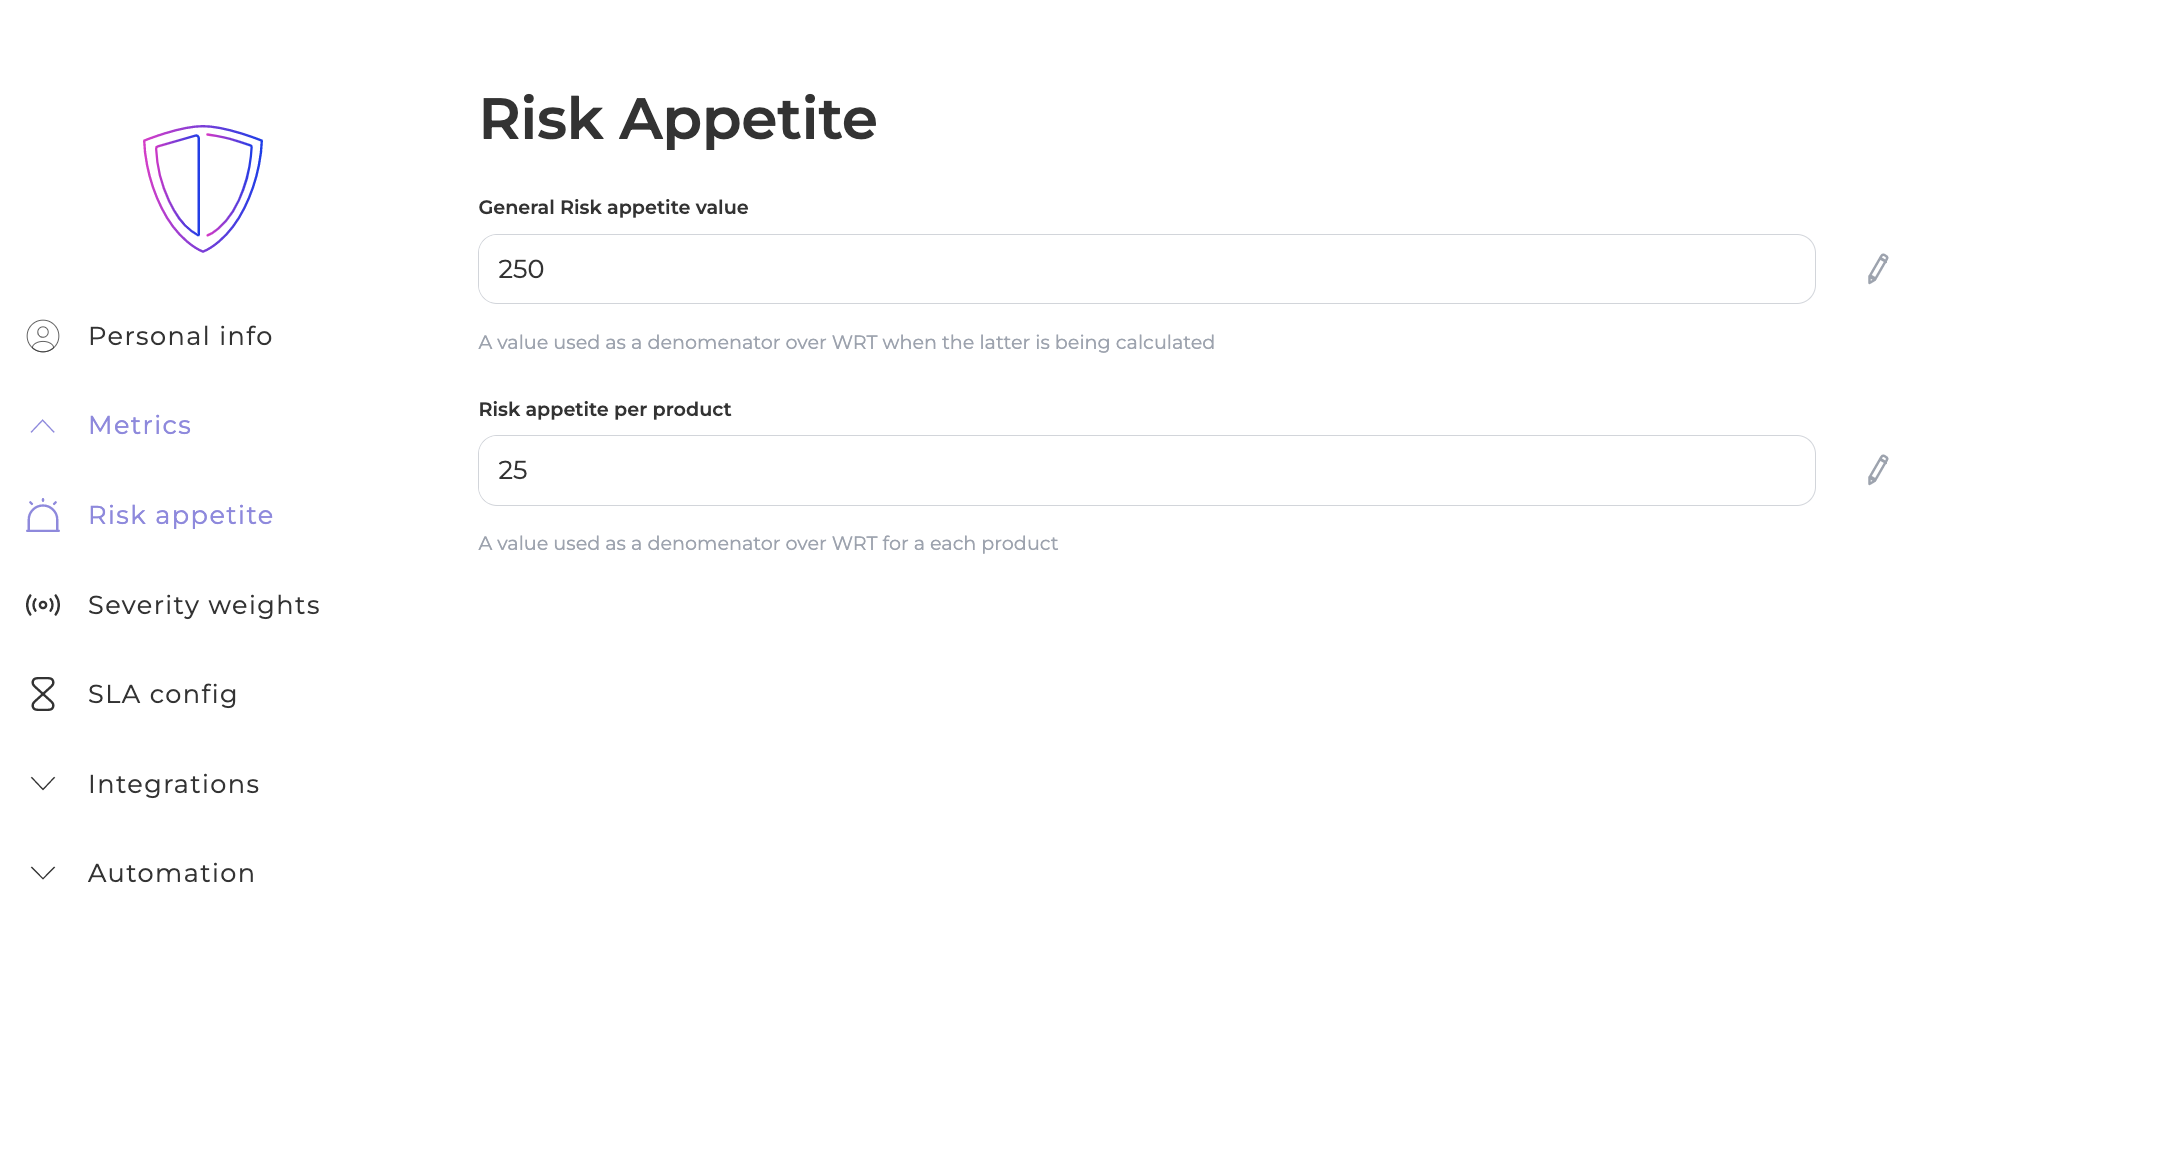 Risk Appetite
General Risk appetite value
250
A value used as a denomenator over WRT when the latter is being calculated
Risk appetite per product
25
A value used as a denomenator over WRT for a each product
Personal info
Metrics
Risk appetite
Severity weights
SLA config
Integrations
Automation